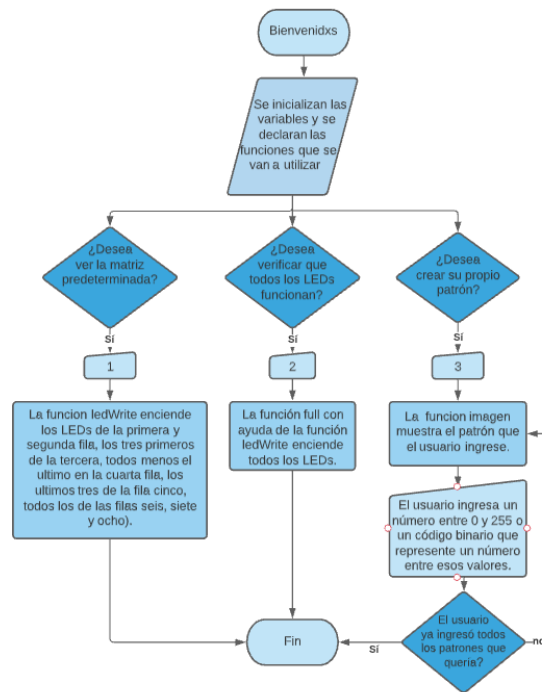 Bienvenidxs
Se inicializan las
variables y se
declaran las
funciones que se
van a utilizar
¿Desea
ver la matriz
predeterminada?
¿Desea
verificar que
todos los LEDs
funcionan?
¿Desea
crear su propio
patrón?
Sí
Sí
Sí
1
2
3
La funcion ledWrite enciende
los LEDs de la primera y
segunda fila, los tres primeros
de la tercera, todos menos el
ultimo en la cuarta fila, los
ultimos tres de la fila cinco,
todos los de las filas seis, siete
y ocho).
La función full con
ayuda de la función
ledWrite enciende
todos los LEDs.
La funcion imagen
muestra el patrón que
el usuario ingrese.
El usuario ingresa un
número entre 0 y 255 o
un código binario que
represente un número
entre esos valores.
El usuario
ya ingresó todos
los patrones que
quería?
Sí
no
Fin